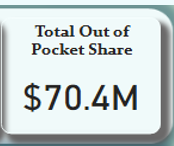 Total Out of
Pocket Share
$70.4M